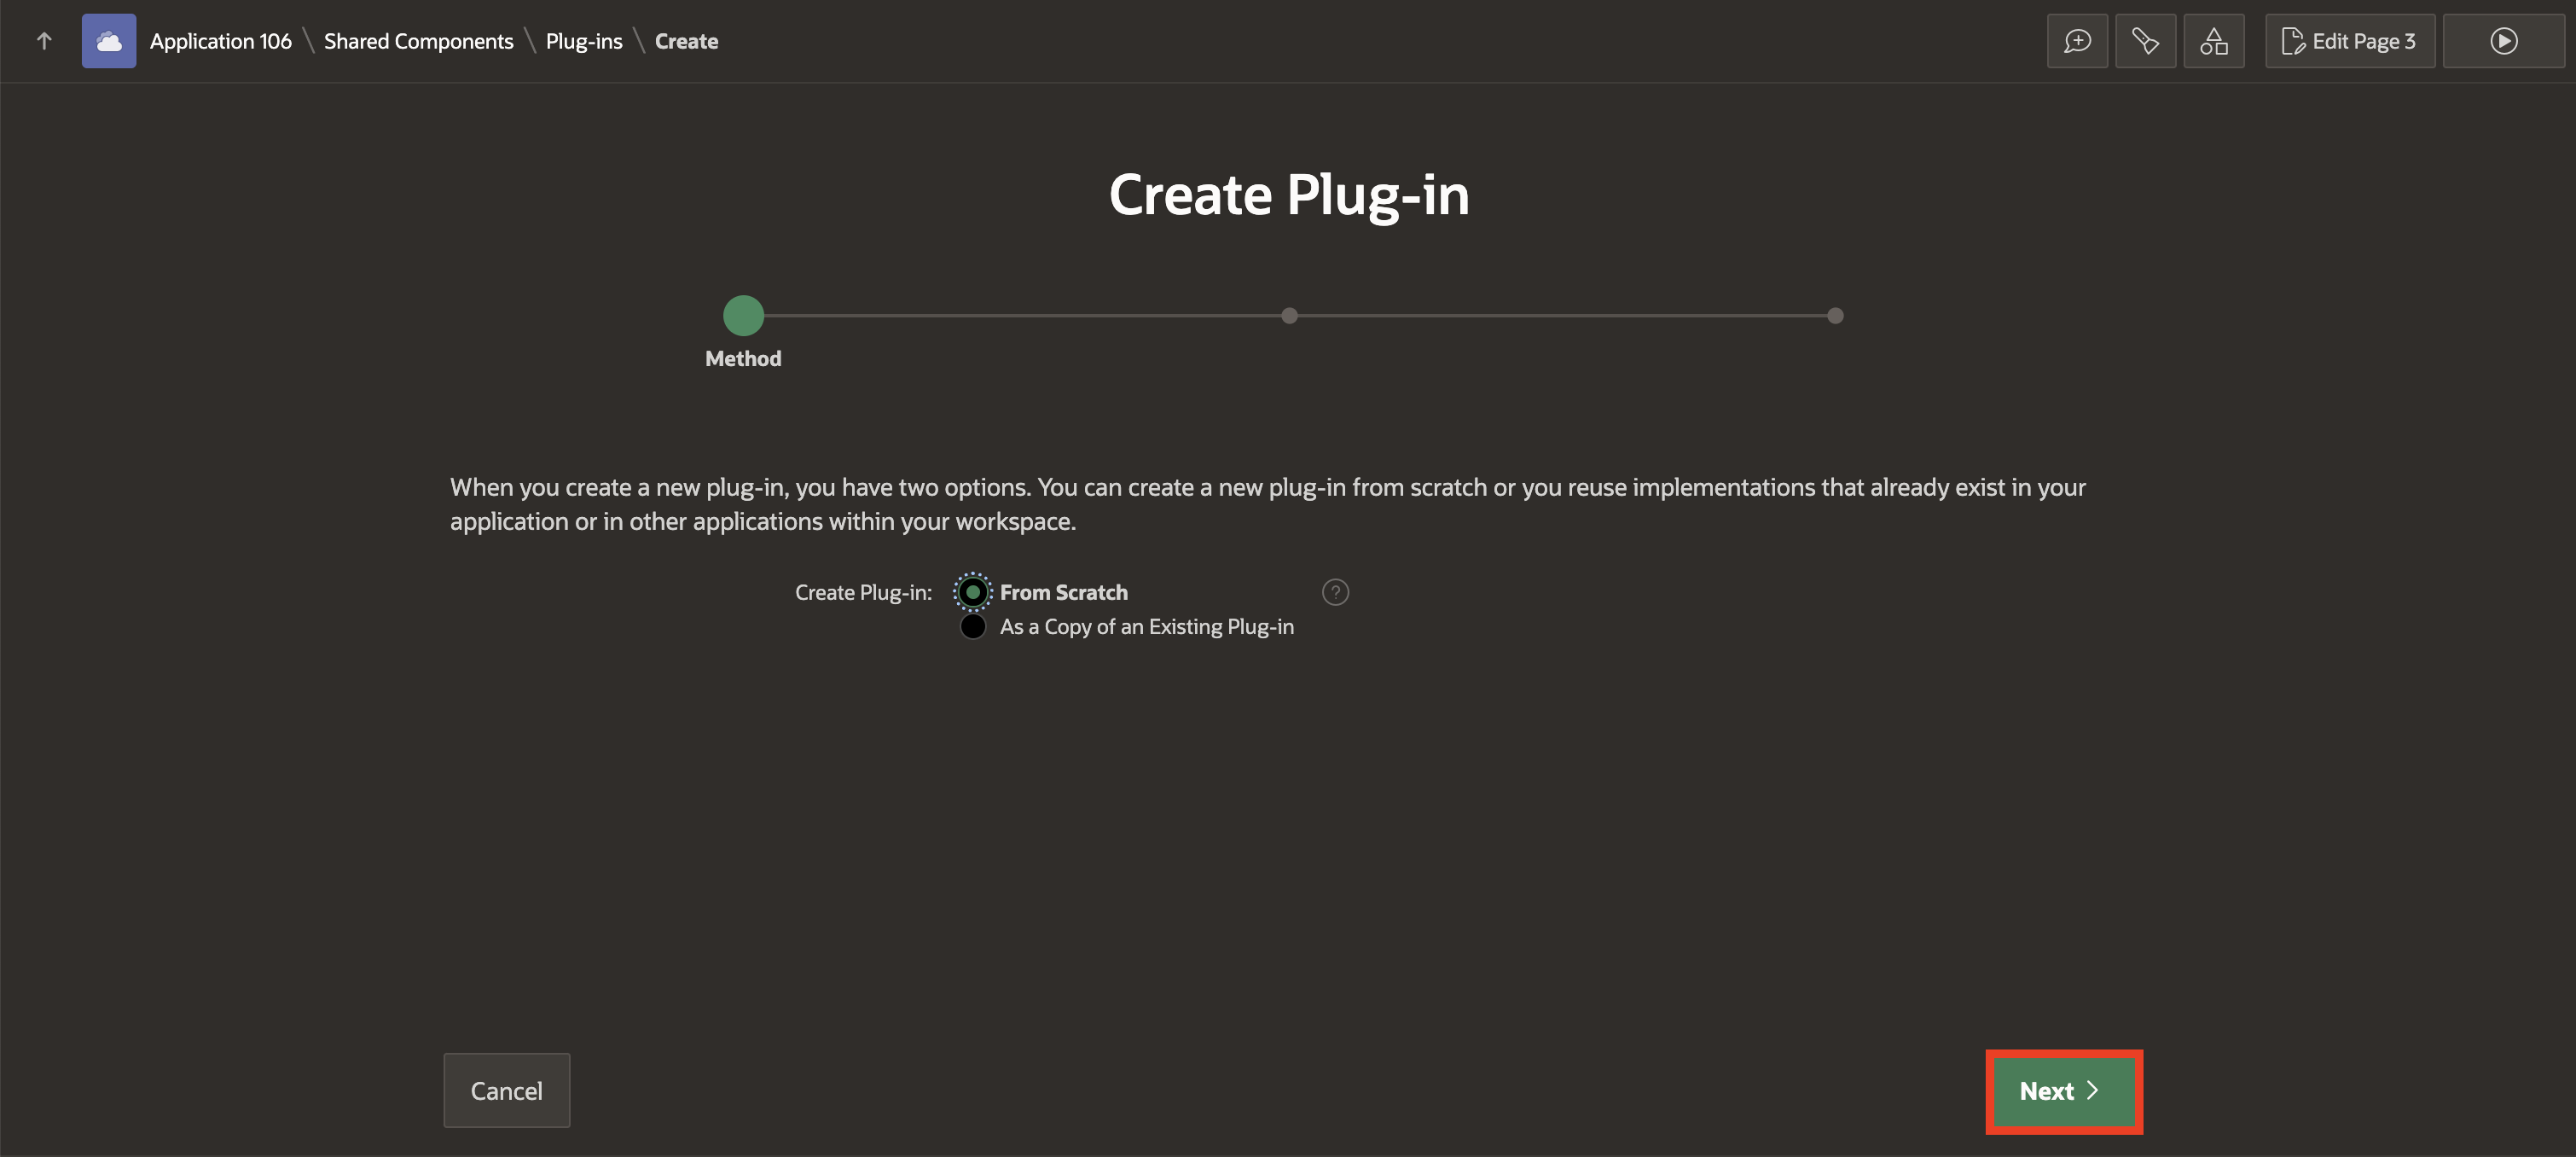 Application 106 \ Shared Components \ Plug-ins \ Create
Edit Page 3
Create Plug-in
Method
When you create a new plug-in, you have two options. You can create a new plug-in from scratch or you reuse implementations that already exist in your
application or in other applications within your workspace.
Create Plug-in: From Scratch ?
As a Copy of an Existing Plug-in
Cancel
Next >